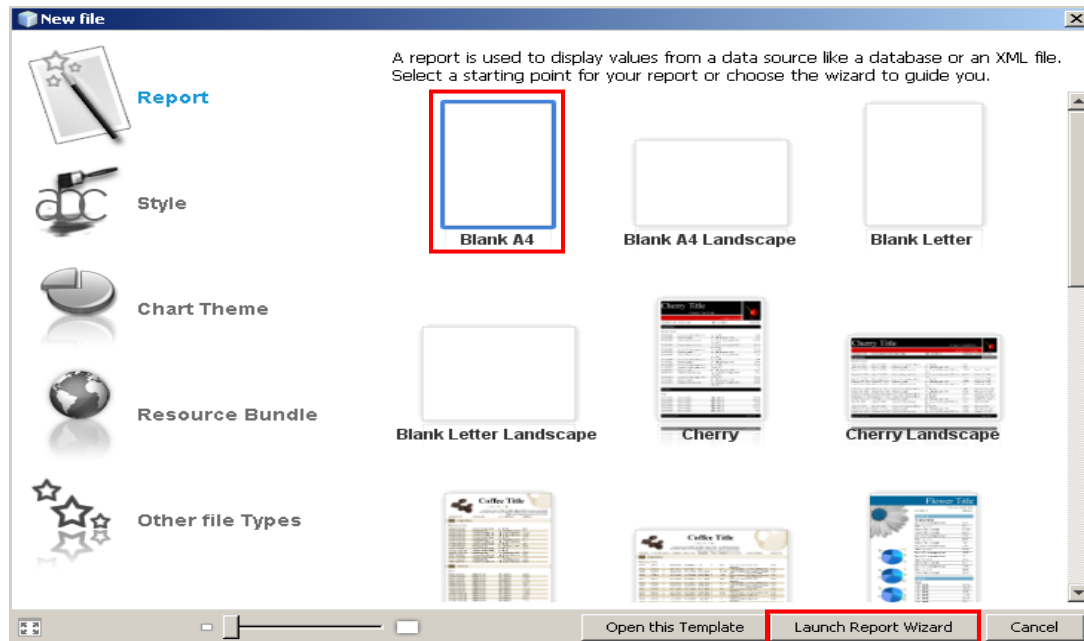 New file
A report is used to display values from a data source like a database or an XML file.
Select a starting point for your report or choose the wizard to guide you.
Report
Style
abc
Chart Theme
Resource Bundle
Other file Types
Blank A4
Blank A4 Landscape
Blank Letter
Cherry Title
Cherry Title
Blank Letter Landscape
Cherry
Cherry Landscape
Coffee Title
Coffee Title
Flower Title
Open this Template
Launch Report Wizard
Cancel